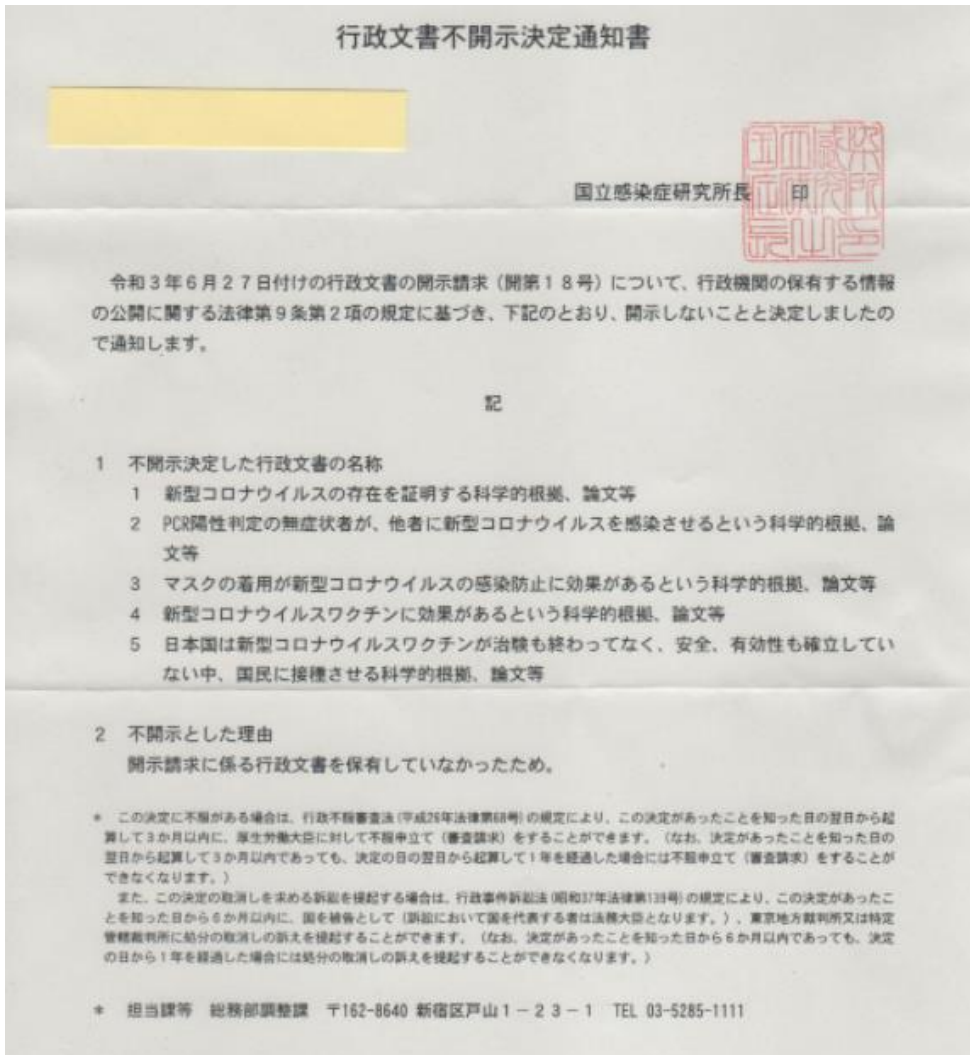 行政文書不開示決定通知書
国立感染症研究所長 印
令和3年6月27日付けの行政文書の開示請求（開第18号）について、行政機関の保有する情報
の公開に関する法律第9条第2項の規定に基づき、下記のとおり、開示しないことと決定しましたの
で通知します。
記
1 不開示決定した行政文書の名称
1 新型コロナウイルスの存在を証明する科学的根拠、論文等
2 PCR陽性判定の無症状者が、他者に新型コロナウイルスを感染させるという科学的根拠、論
文等
3 マスクの着用が新型コロナウイルスの感染防止に効果があるという科学的根拠、論文等
4 新型コロナウイルスワクチンに効果があるという科学的根拠、論文等
5 日本国は新型コロナウイルスワクチンが治験も終わってなく、安全、有効性も確立してい
ない中、国民に接種させる科学的根拠、論文等
2 不開示とした理由
開示請求に係る行政文書を保有していなかったため。
* この決定に不服がある場合は、行政不服審査法(平成26年法律第68号)の規定により、この決定があったことを知った日の翌日から起
算して3か月以内に、厚生労働大臣に対して不服申立て（審査請求）をすることができます。（なお、決定があったことを知った日の
翌日から起算して3か月以内であっても、決定の日の翌日から起算して1年を経過した場合には不服申立て（審査請求）をすることが
できなくなります。）
また、この決定の取消しを求める訴訟を提起する場合は、行政事件訴訟法(昭和37年法律第139号)の規定により、この決定があったこ
とを知った日から6か月以内に、国を被告として（訴訟において国を代表する者は法務大臣となります。）、東京地方裁判所又は特定
管轄裁判所に処分の取消しの訴えを提起することができます。（なお、決定があったことを知った日から6か月以内であっても、決定
の日から1年を経過した場合には処分の取消しの訴えを提起することができなくなります。）
* 担当課等 総務部調整課 〒162-8640 新宿区戸山1－23－1 TEL 03-5285-1111